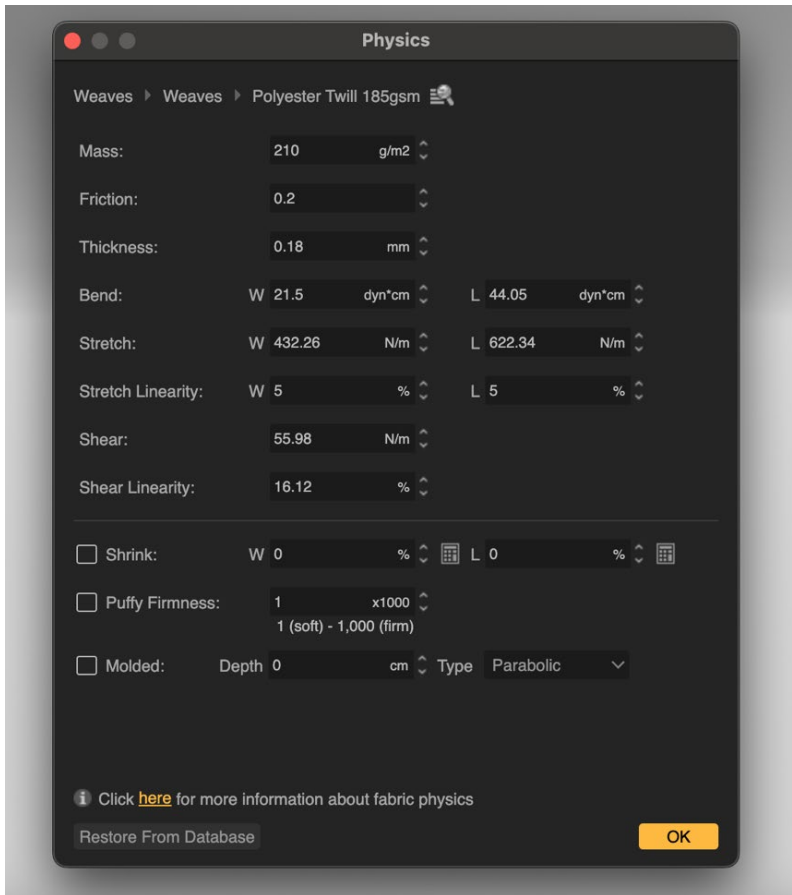 Physics
Weaves Weaves Polyester Twill 185gsm
Mass: 210 g/m2
Friction: 0.2
Thickness: 0.18 mm
Bend: W 21.5 dyn*cm L 44.05 dyn*cm
Stretch: W 432.26 N/m L 622.34 N/m
Stretch Linearity: W 5 % L 5 %
Shear: 55.98 N/m
Shear Linearity: 16.12 %
Shrink: W 0 % L 0 %
Puffy Firmness: 1 x1000
1 (soft) - 1,000 (firm)
Molded: Depth 0 cm Type Parabolic
Click here for more information about fabric physics
Restore From Database OK